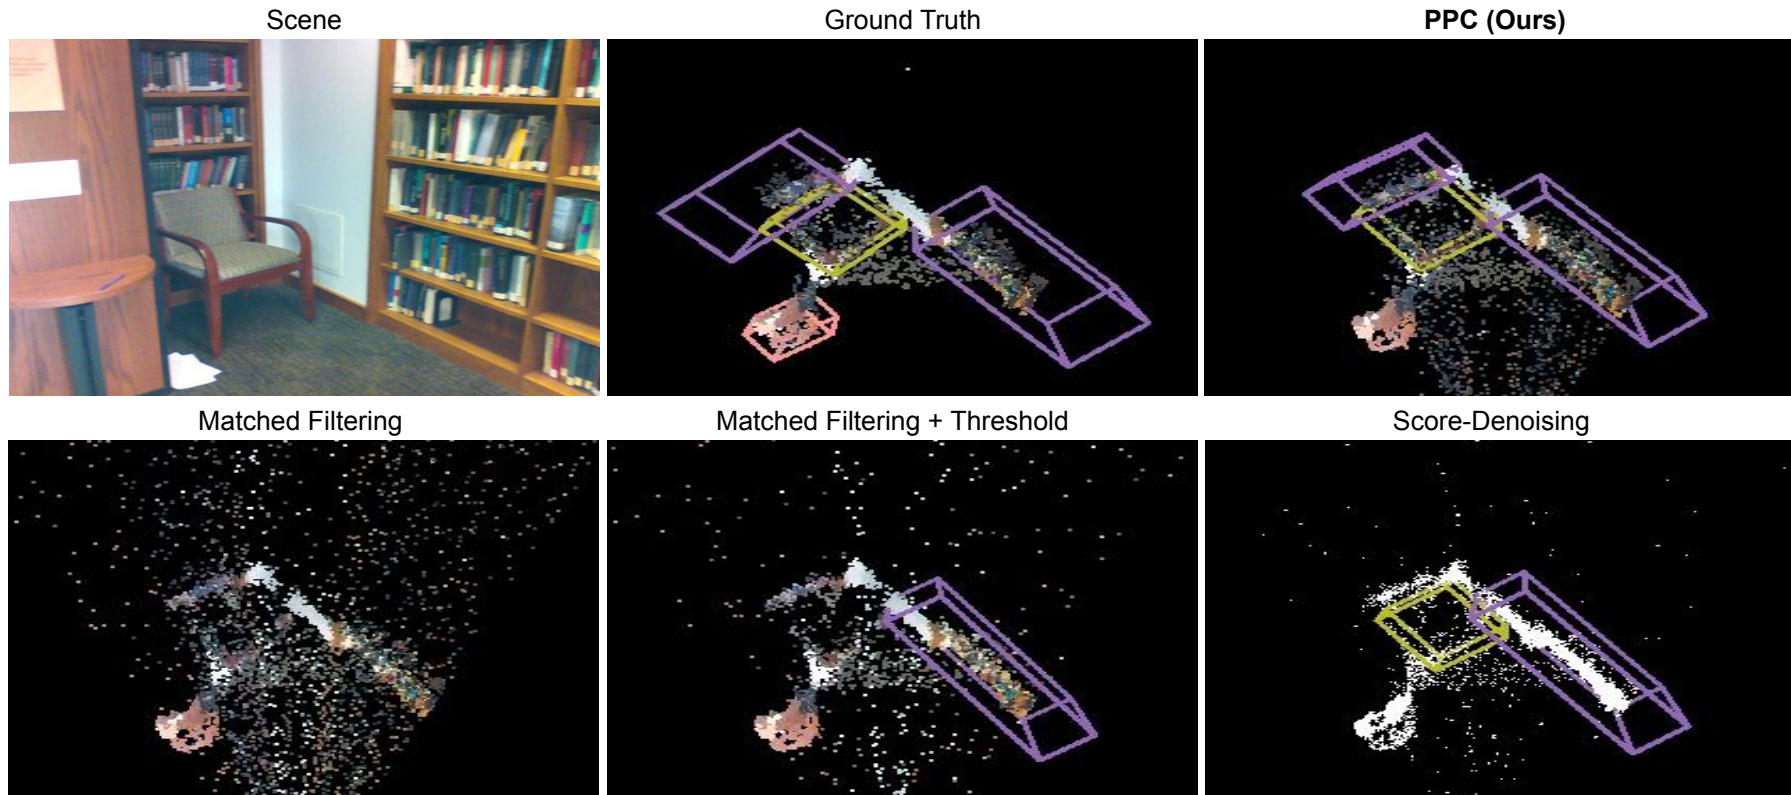 Scene
Ground Truth
PPC (Ours)
Matched Filtering
Matched Filtering + Threshold
Score-Denoising